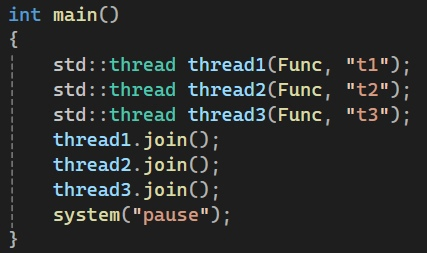 int main()
{
    std::thread thread1(Func, "t1");
    std::thread thread2(Func, "t2");
    std::thread thread3(Func, "t3");
    thread1.join();
    thread2.join();
    thread3.join();
    system("pause");
}